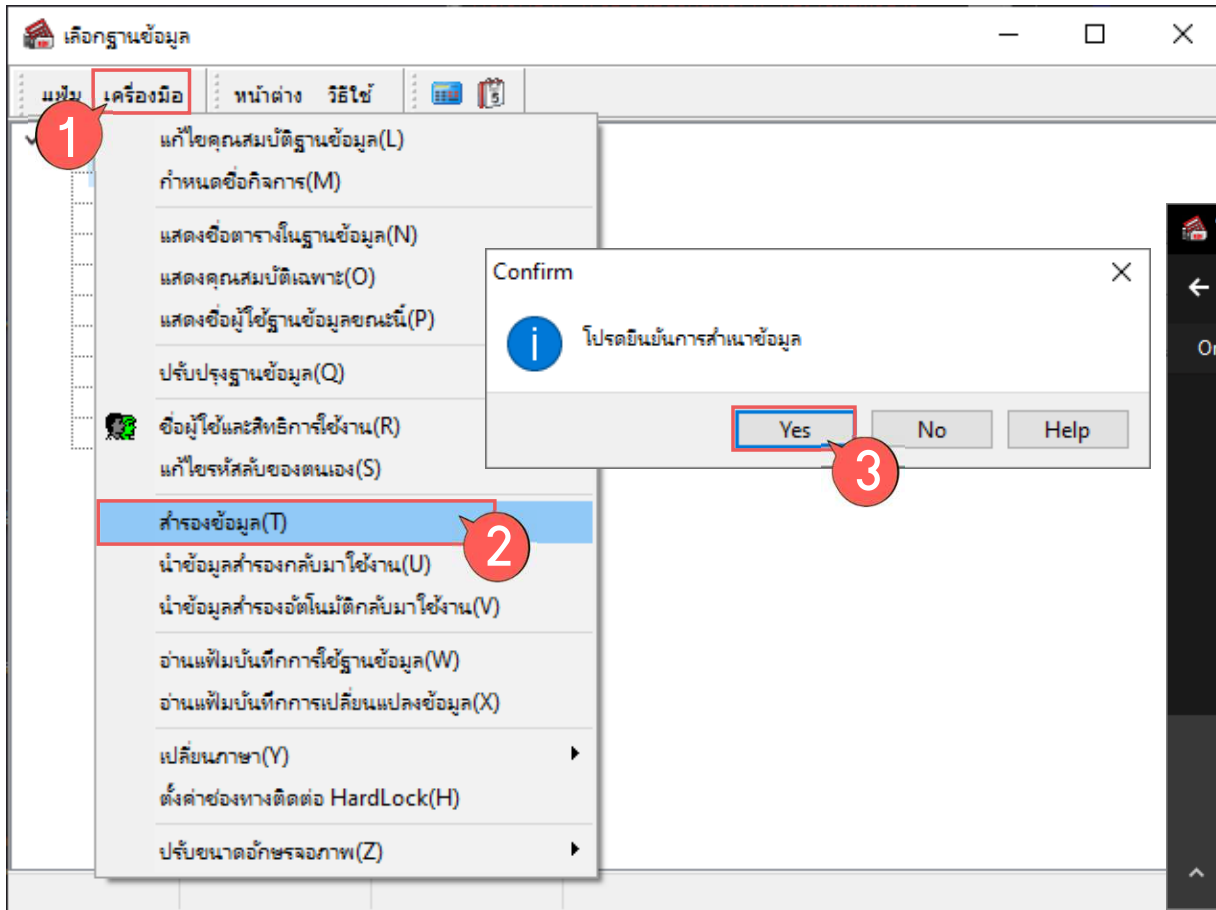 เลือกฐานข้อมูล
แฟ้ม เครื่องมือ หน้าต่าง วิธีใช้ 5
1
แก้ไขคุณสมบัติฐานข้อมูล(L)
กำหนดชื่อกิจการ(M)
แสดงชื่อตารางในฐานข้อมูล(N)
แสดงคุณสมบัติเฉพาะ(O)
แสดงชื่อผู้ใช้ฐานข้อมูลขณะนี้(P)
ปรับปรุงฐานข้อมูล(Q)
ชื่อผู้ใช้และสิทธิการใช้งาน(R)
แก้ไขรหัสลับของตนเอง(S)
สำรองข้อมูล(T)
2
นำข้อมูลสำรองกลับมาใช้งาน(U)
นำข้อมูลสำรองอัตโนมัติกลับมาใช้งาน(V)
อ่านแฟ้มบันทึกการใช้ฐานข้อมูล(W)
อ่านแฟ้มบันทึกการเปลี่ยนแปลงข้อมูล(X)
เปลี่ยนภาษา(Y)
ตั้งค่าช่องทางติดต่อ HardLock(H)
ปรับขนาดอักษรจอภาพ(Z)
Confirm
โปรดยืนยันการสำเนาข้อมูล
Yes No Help
3